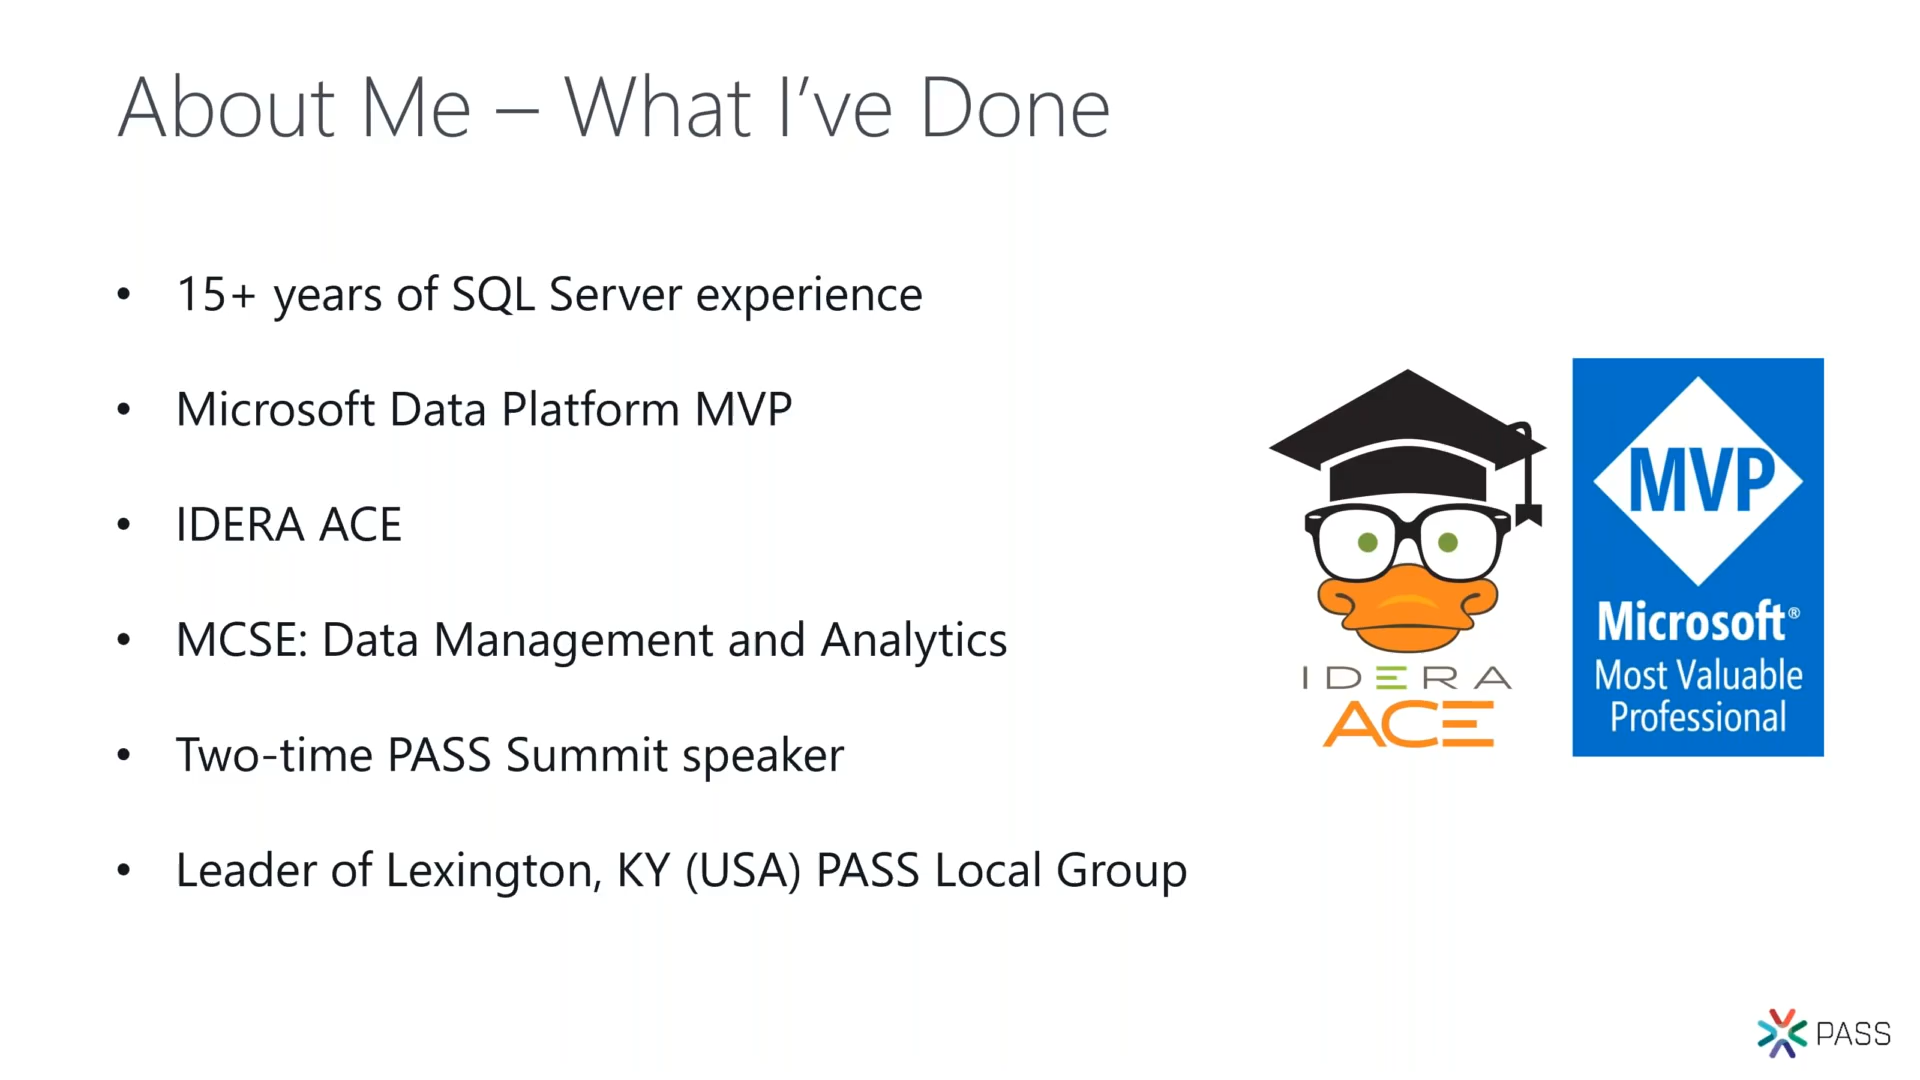 About Me – What I’ve Done
• 15+ years of SQL Server experience
• Microsoft Data Platform MVP
• IDERA ACE
• MCSE: Data Management and Analytics
• Two-time PASS Summit speaker
• Leader of Lexington, KY (USA) PASS Local Group
IDERA
ACE
MVP
Microsoft®
Most Valuable
Professional
PASS